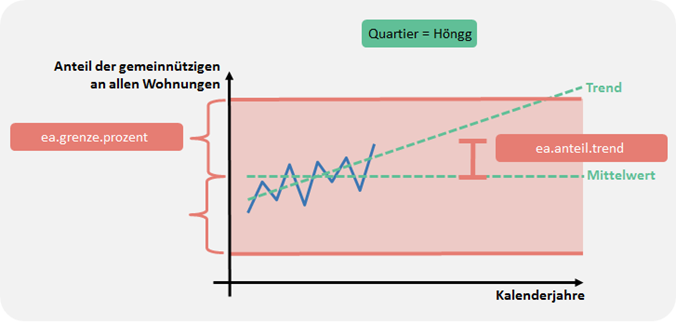 Quartier = Höngg
Anteil der gemeinnützigen
an allen Wohnungen
Trend
ea.grenze.prozent
ea.anteil.trend
Mittelwert
Kalenderjahre